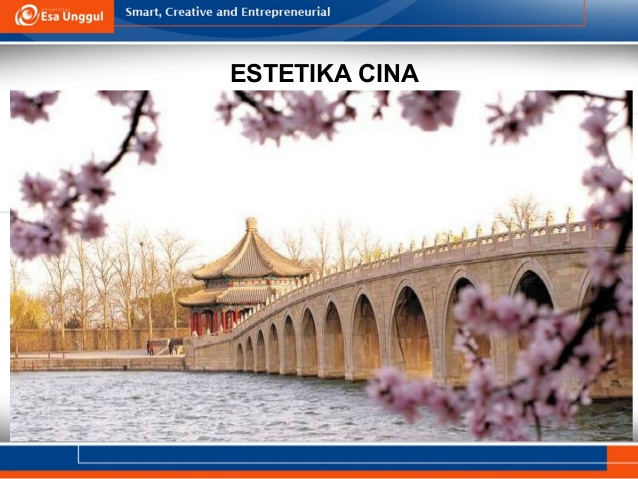 Esa Unggul
Smart, Creative and Entrepreneurial
ESTETIKA CINA